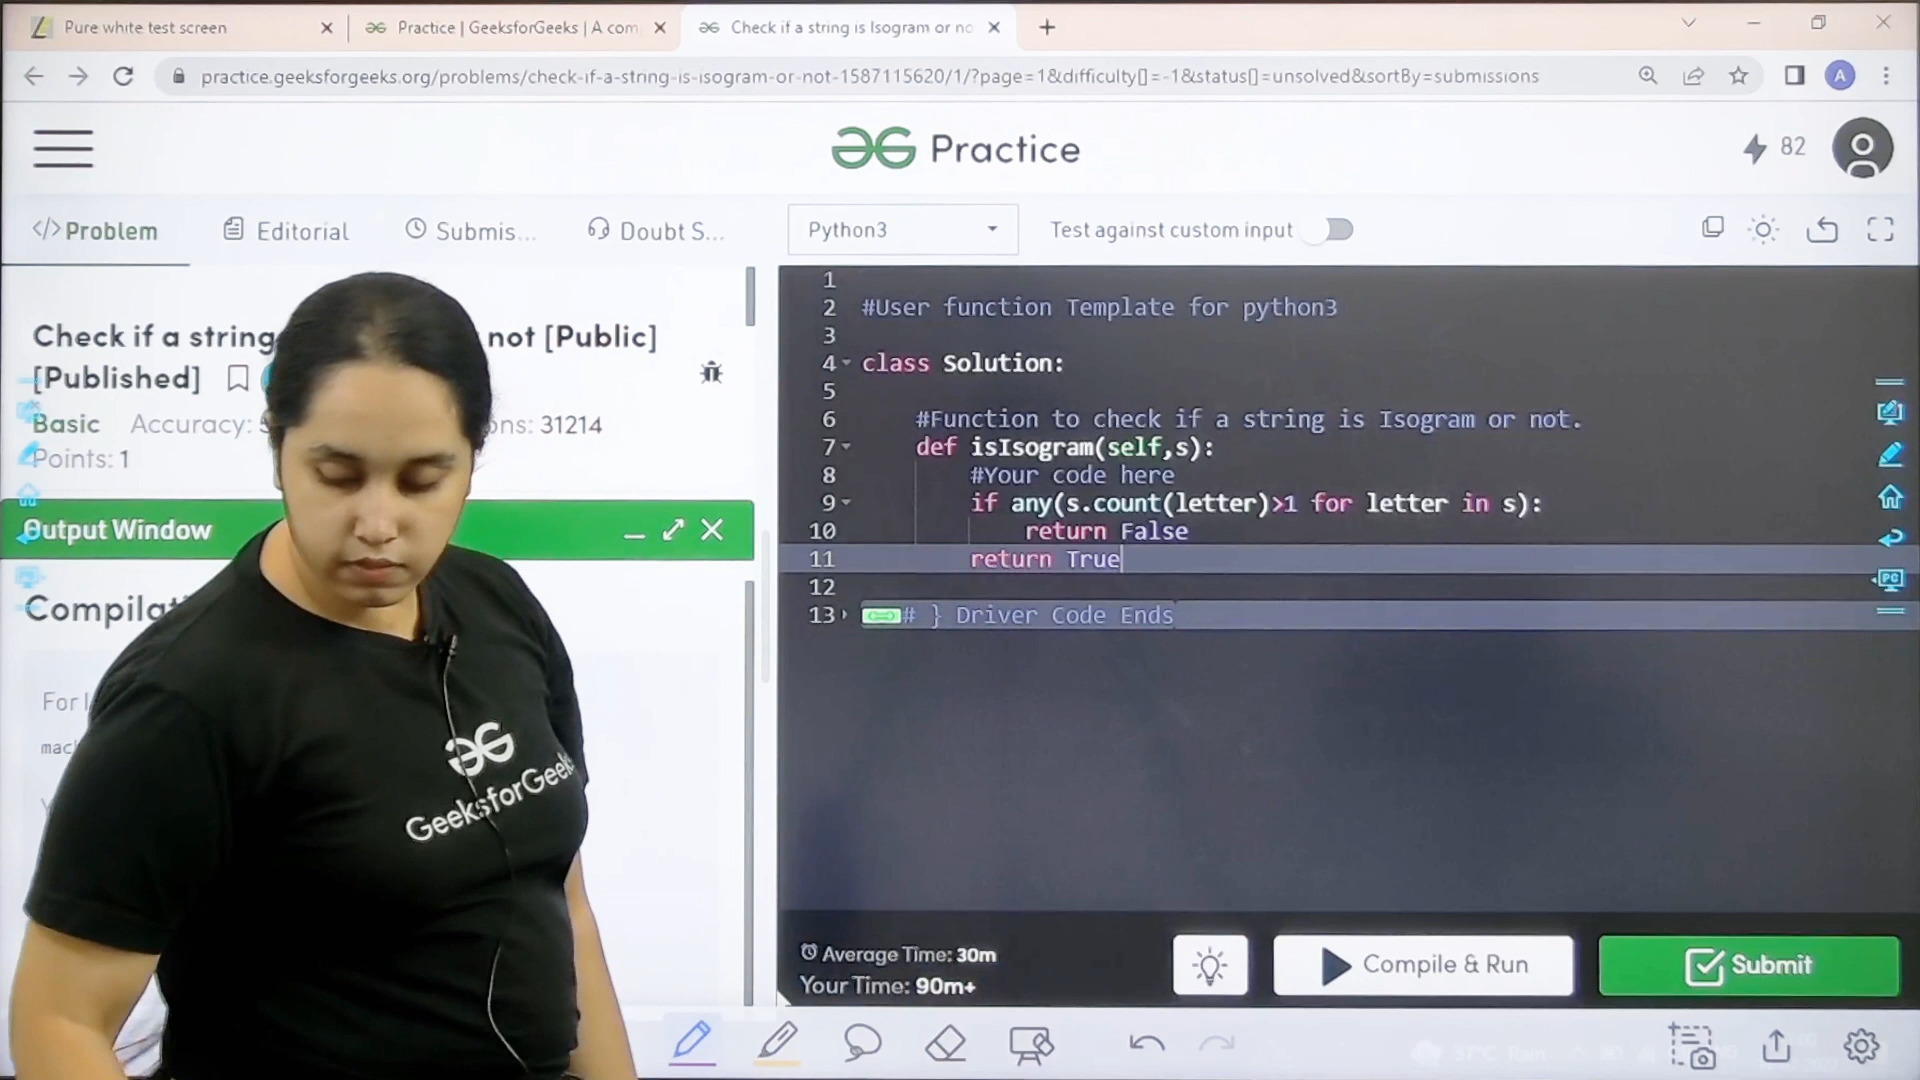 Pure white test screen
Practice | GeeksforGeeks | A com
Check if a string is Isogram or no
practice.geeksforgeeks.org/problems/check-if-a-string-is-isogram-or-not-1587115620/1/?page=1&difficulty[]=-1&status[]=unsolved&sortBy=submissions
A
Practice
82
</>Problem
Editorial
Submis...
Doubt S...
Python3
Test against custom input
Check if a string
not [Public]
[Published]
Basic
Accuracy:
ons: 31214
Points: 1
Output Window
Compilati
For
1
2 #User function Template for python3
3
4 class Solution:
5
6 #Function to check if a string is Isogram or not.
7 def isIsogram(self,s):
8 #Your code here
9 if any(s.count(letter)>1 for letter in s):
10 return False
11 return True
12
13 # } Driver Code Ends
PC
GeeksforGeeks
Average Time: 30m
Your Time: 90m+
Compile & Run
Submit
37°C Rain